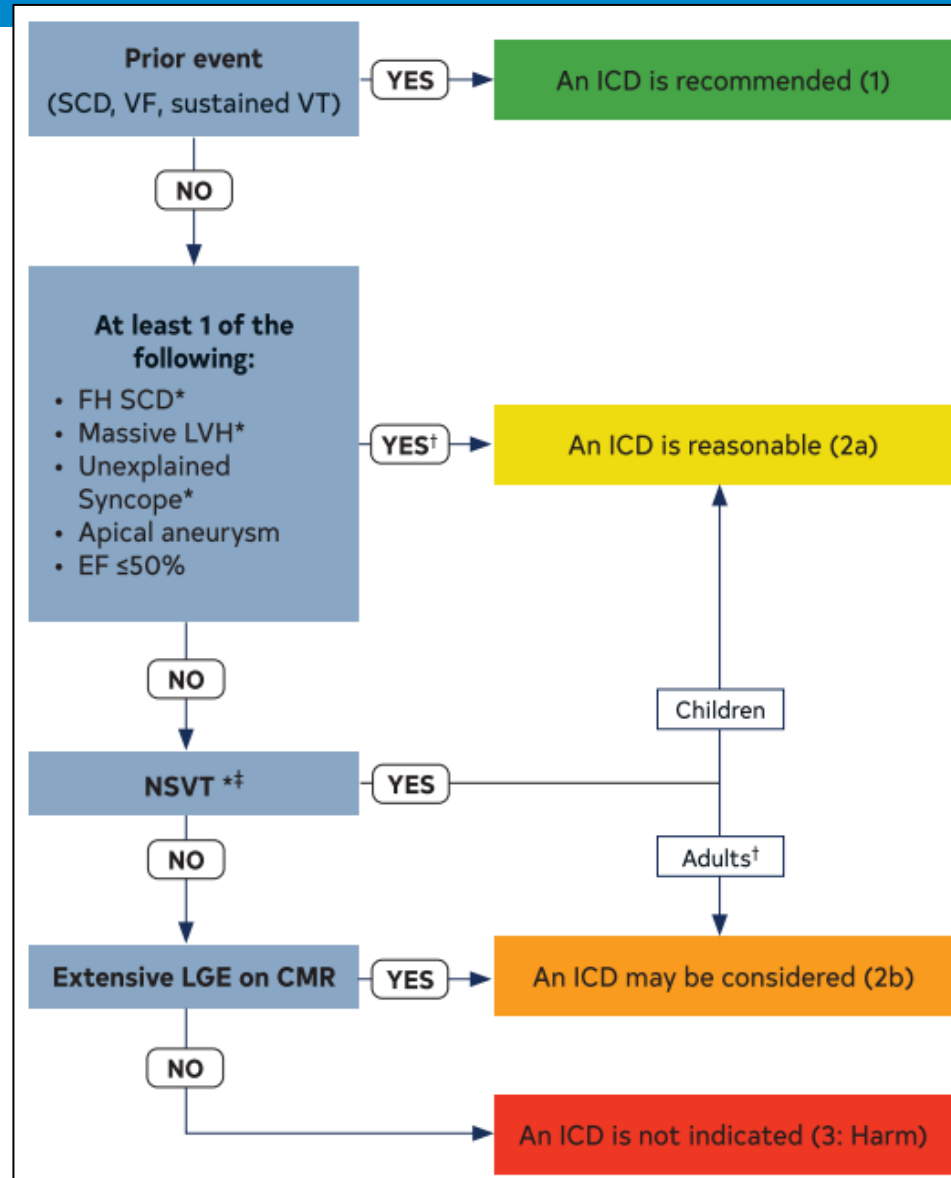 Prior event
(SCD, VF, sustained VT)
YES
An ICD is recommended (1)
NO
At least 1 of the
following:
• FH SCD*
• Massive LVH*
• Unexplained
Syncope*
• Apical aneurysm
• EF ≤50%
YES†
An ICD is reasonable (2a)
NO
Children
NSVT *‡
YES
NO
Adults†
Extensive LGE on CMR
YES
An ICD may be considered (2b)
NO
An ICD is not indicated (3: Harm)